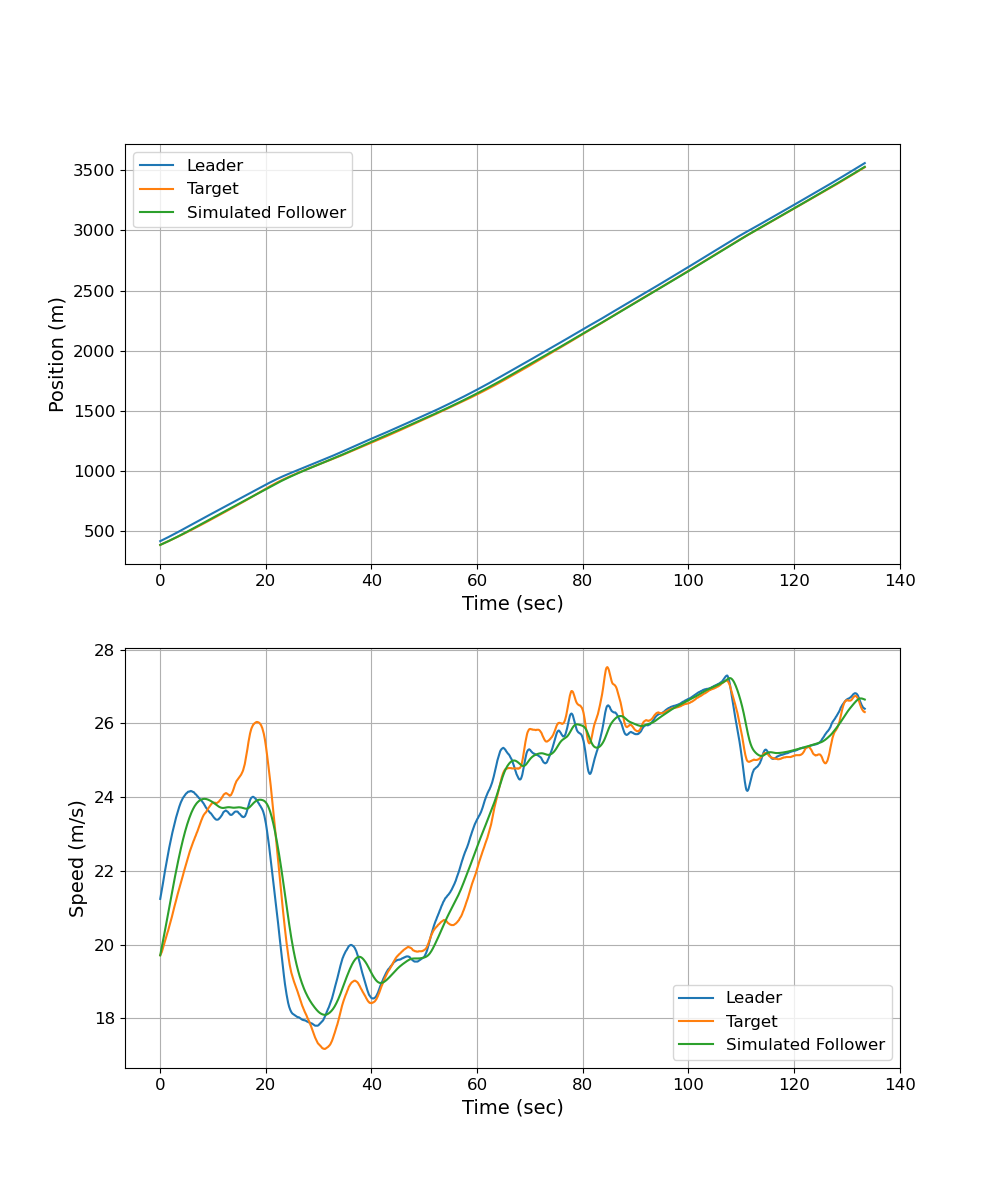 Leader
Target
Simulated Follower
3500
3000
2500
2000
1500
1000
500
Position (m)
0 20 40 60 80 100 120 140
Time (sec)
28
26
24
22
20
18
Speed (m/s)
Leader
Target
Simulated Follower
0 20 40 60 80 100 120 140
Time (sec)